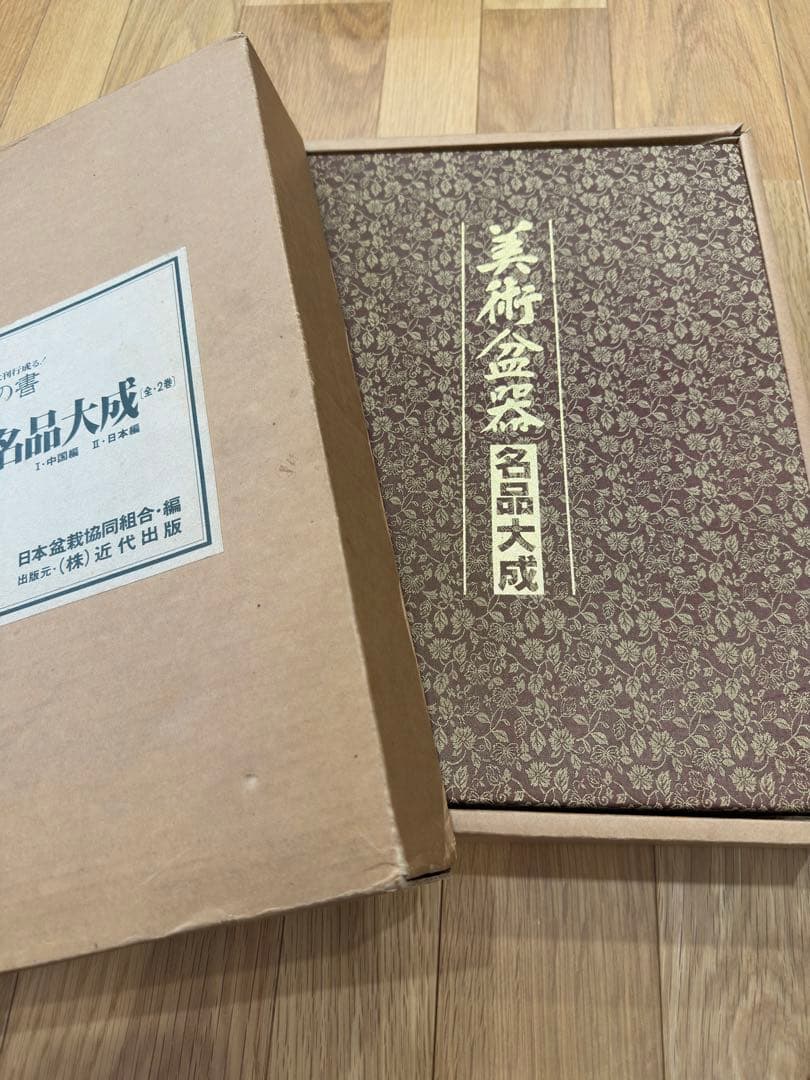 刊行成る!
の書
名品大成[全・2巻]
I・中国編 II・日本編
日本盆栽協同組合・編
出版元・(株)近代出版
美術盆器
名品大成